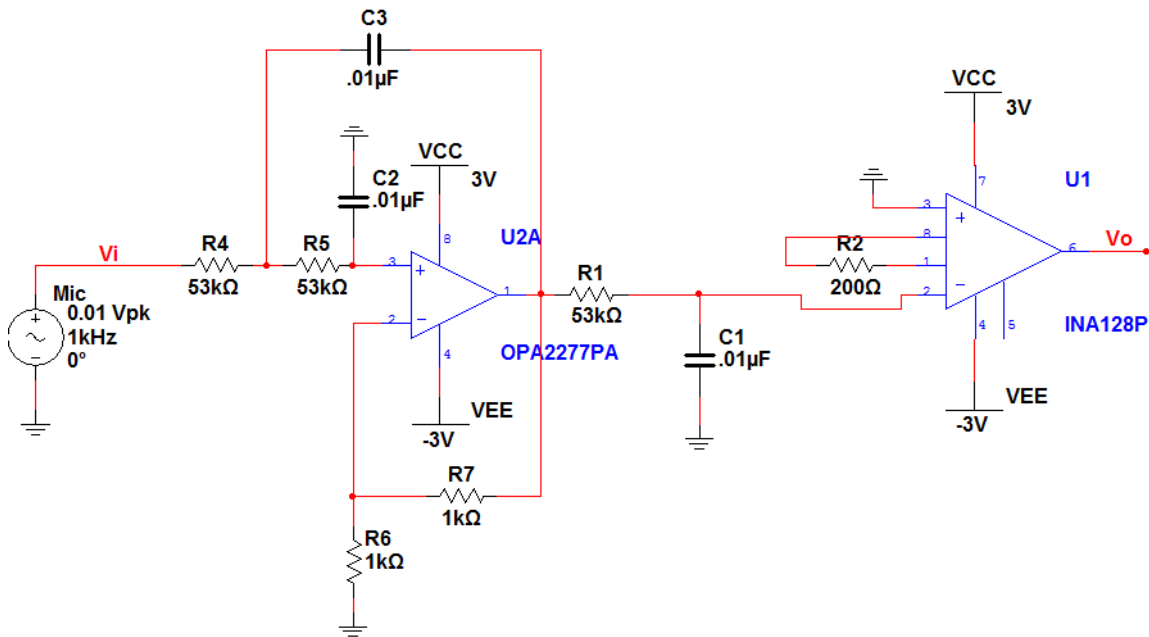 C3
.01µF
VCC
3V
C2
.01µF
8
U2A
Vi
R4
53kΩ
R5
53kΩ
3
+
2
−
1
4
OPA2277PA
VEE
-3V
Mic
0.01 Vpk
1kHz
0°
+
−
R7
1kΩ
R6
1kΩ
R1
53kΩ
C1
.01µF
VCC
3V
7
U1
3
+
8
R2
200Ω
1
−
2
6
Vo
4
5
INA128P
VEE
-3V